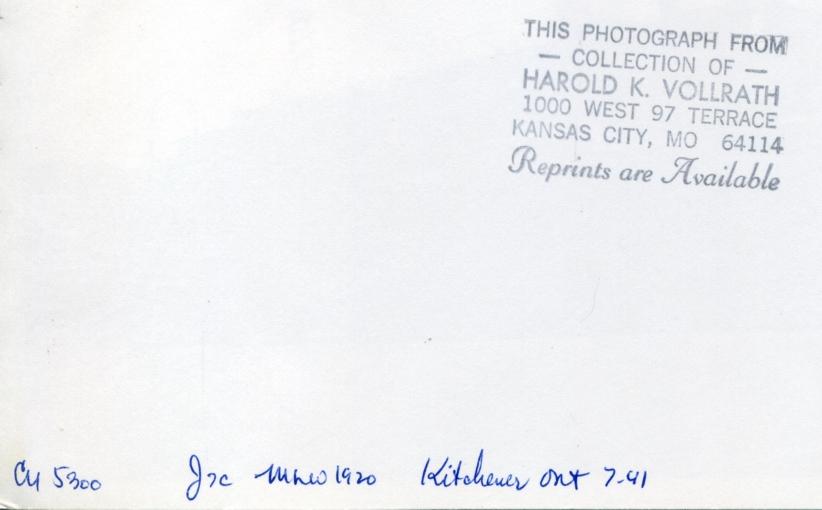 THIS PHOTOGRAPH FROM
— COLLECTION OF —
HAROLD K. VOLLRATH
1000 WEST 97 TERRACE
KANSAS CITY, MO 64114
Reprints are Available
CN 5300 J7c MLW 1920 Kitchener Ont 7-41